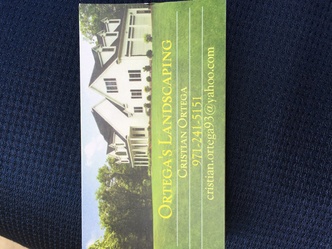 ORTEGA'S LANDSCAPING
CRISTIAN ORTEGA
971-241-5151
cristian.ortega93@yahoo.com